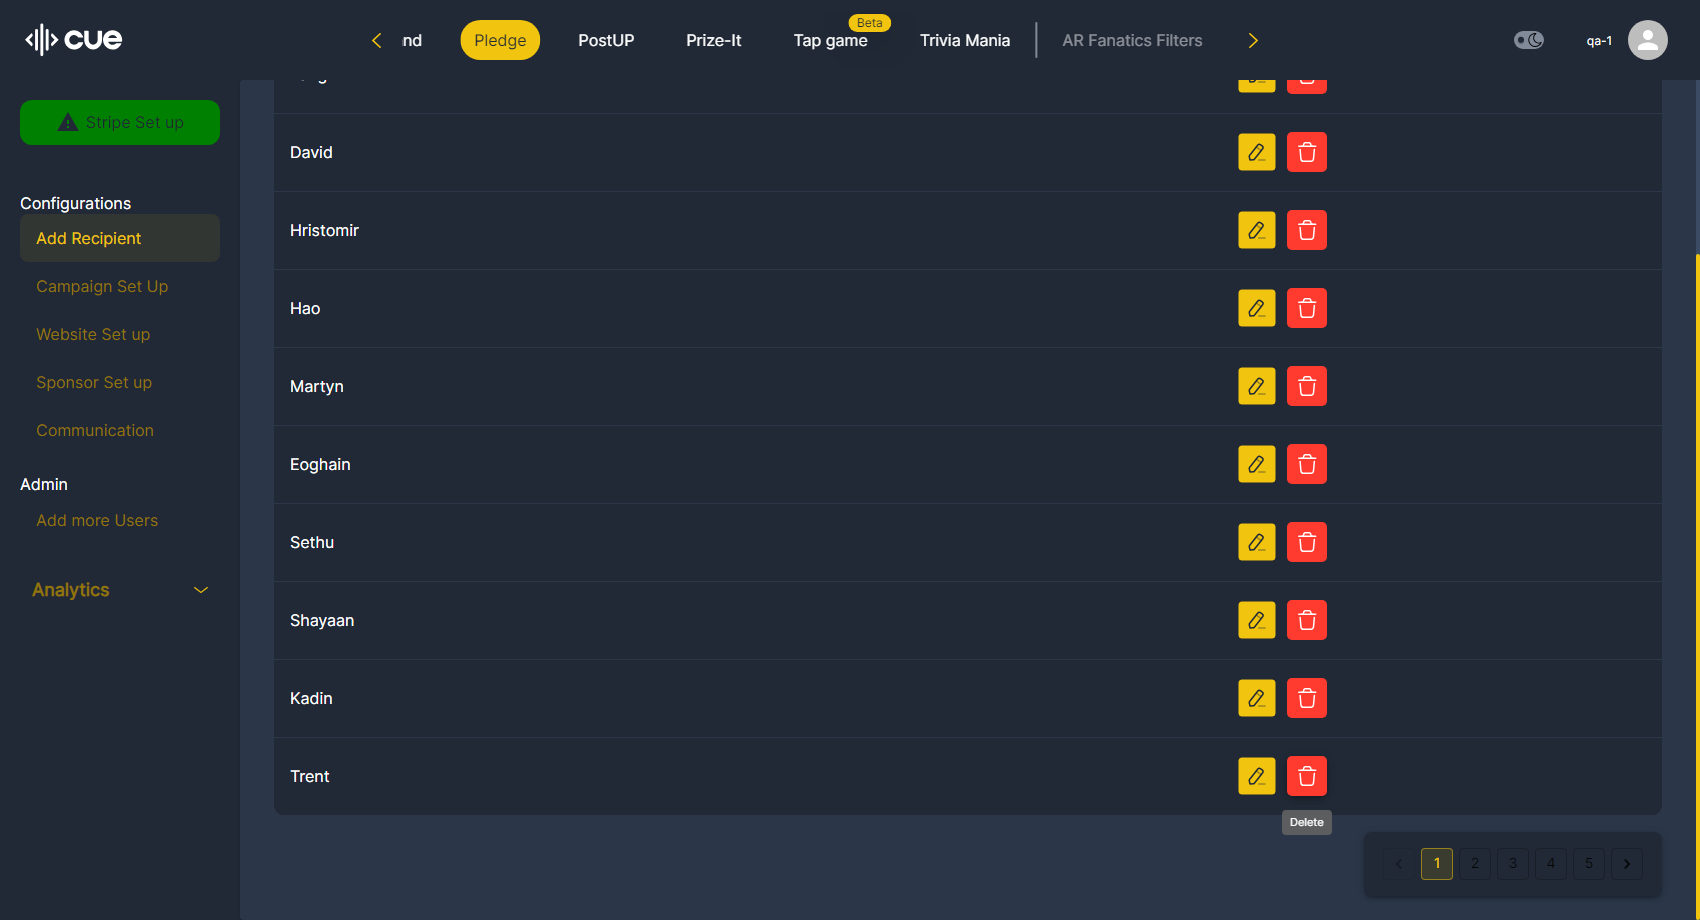 cue
nd
Pledge
PostUP
Prize-It
Tap game
Beta
Trivia Mania
AR Fanatics Filters
qa-1
Stripe Set up
Configurations
Add Recipient
Campaign Set Up
Website Set up
Sponsor Set up
Communication
Admin
Add more Users
Analytics
David
Hristomir
Hao
Martyn
Eoghain
Sethu
Shayaan
Kadin
Trent
Delete
1 2 3 4 5